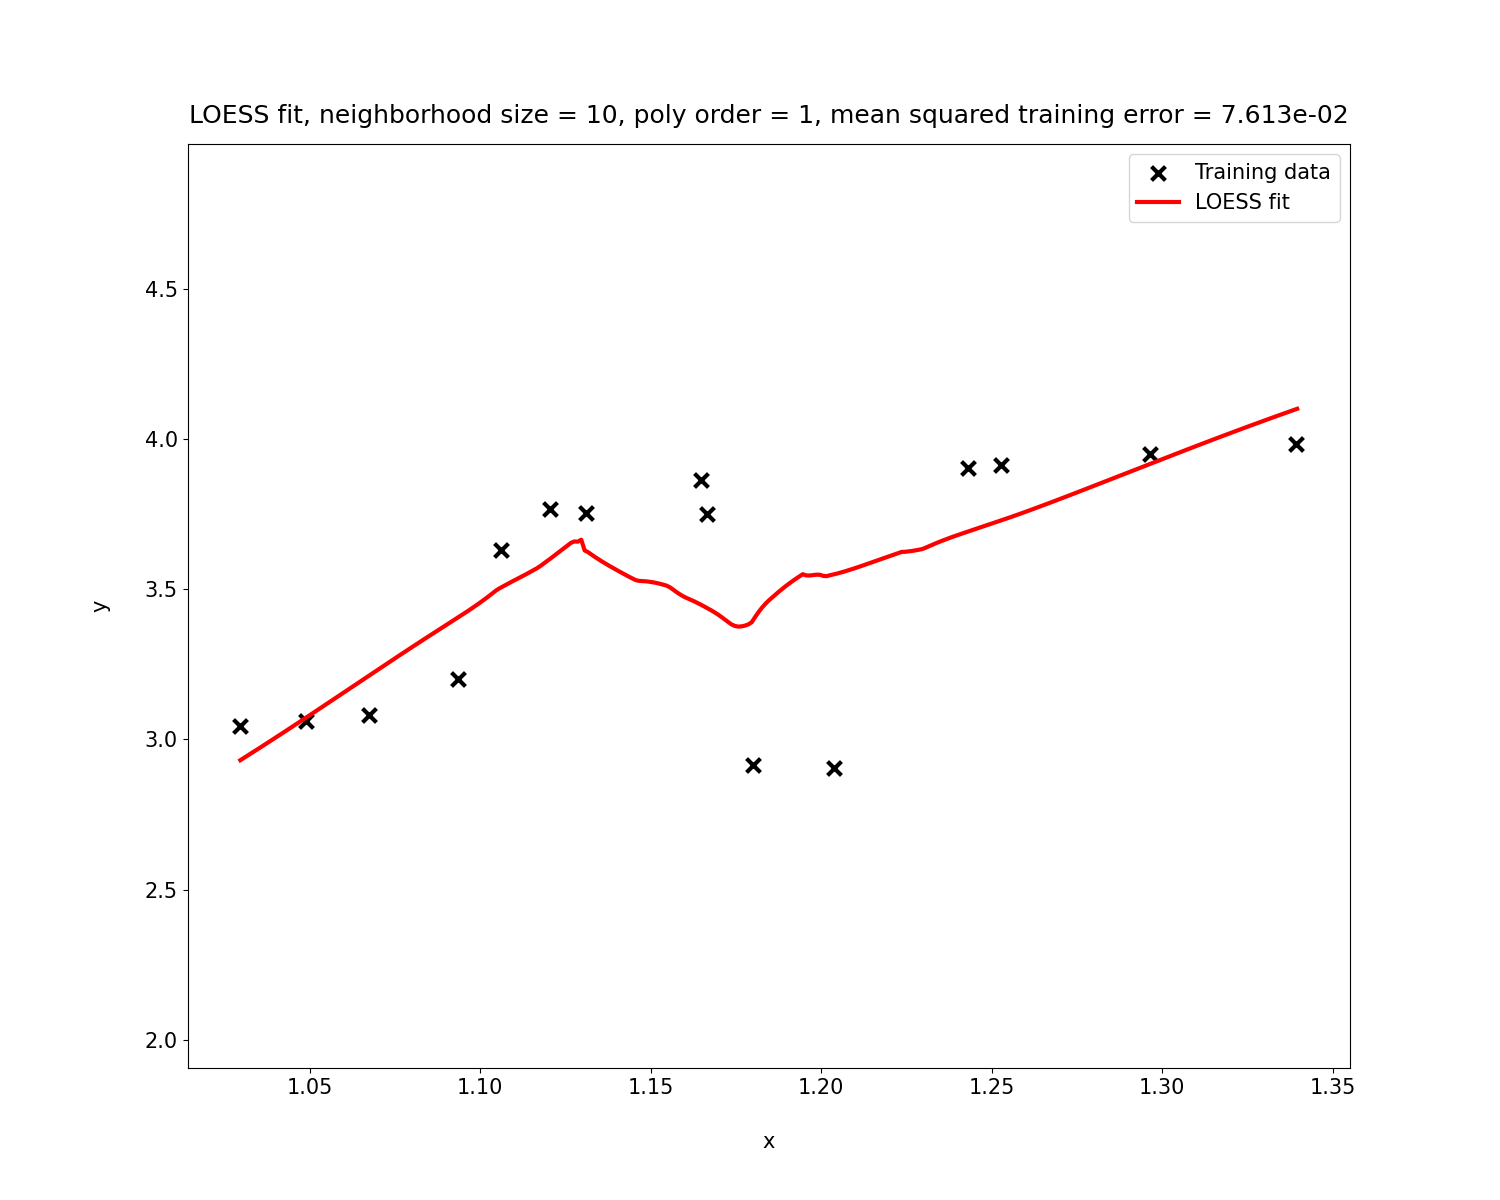 LOESS fit, neighborhood size = 10, poly order = 1, mean squared training error = 7.613e-02
Training data
LOESS fit
y
4.5
4.0
3.5
3.0
2.5
2.0
1.05 1.10 1.15 1.20 1.25 1.30 1.35
x